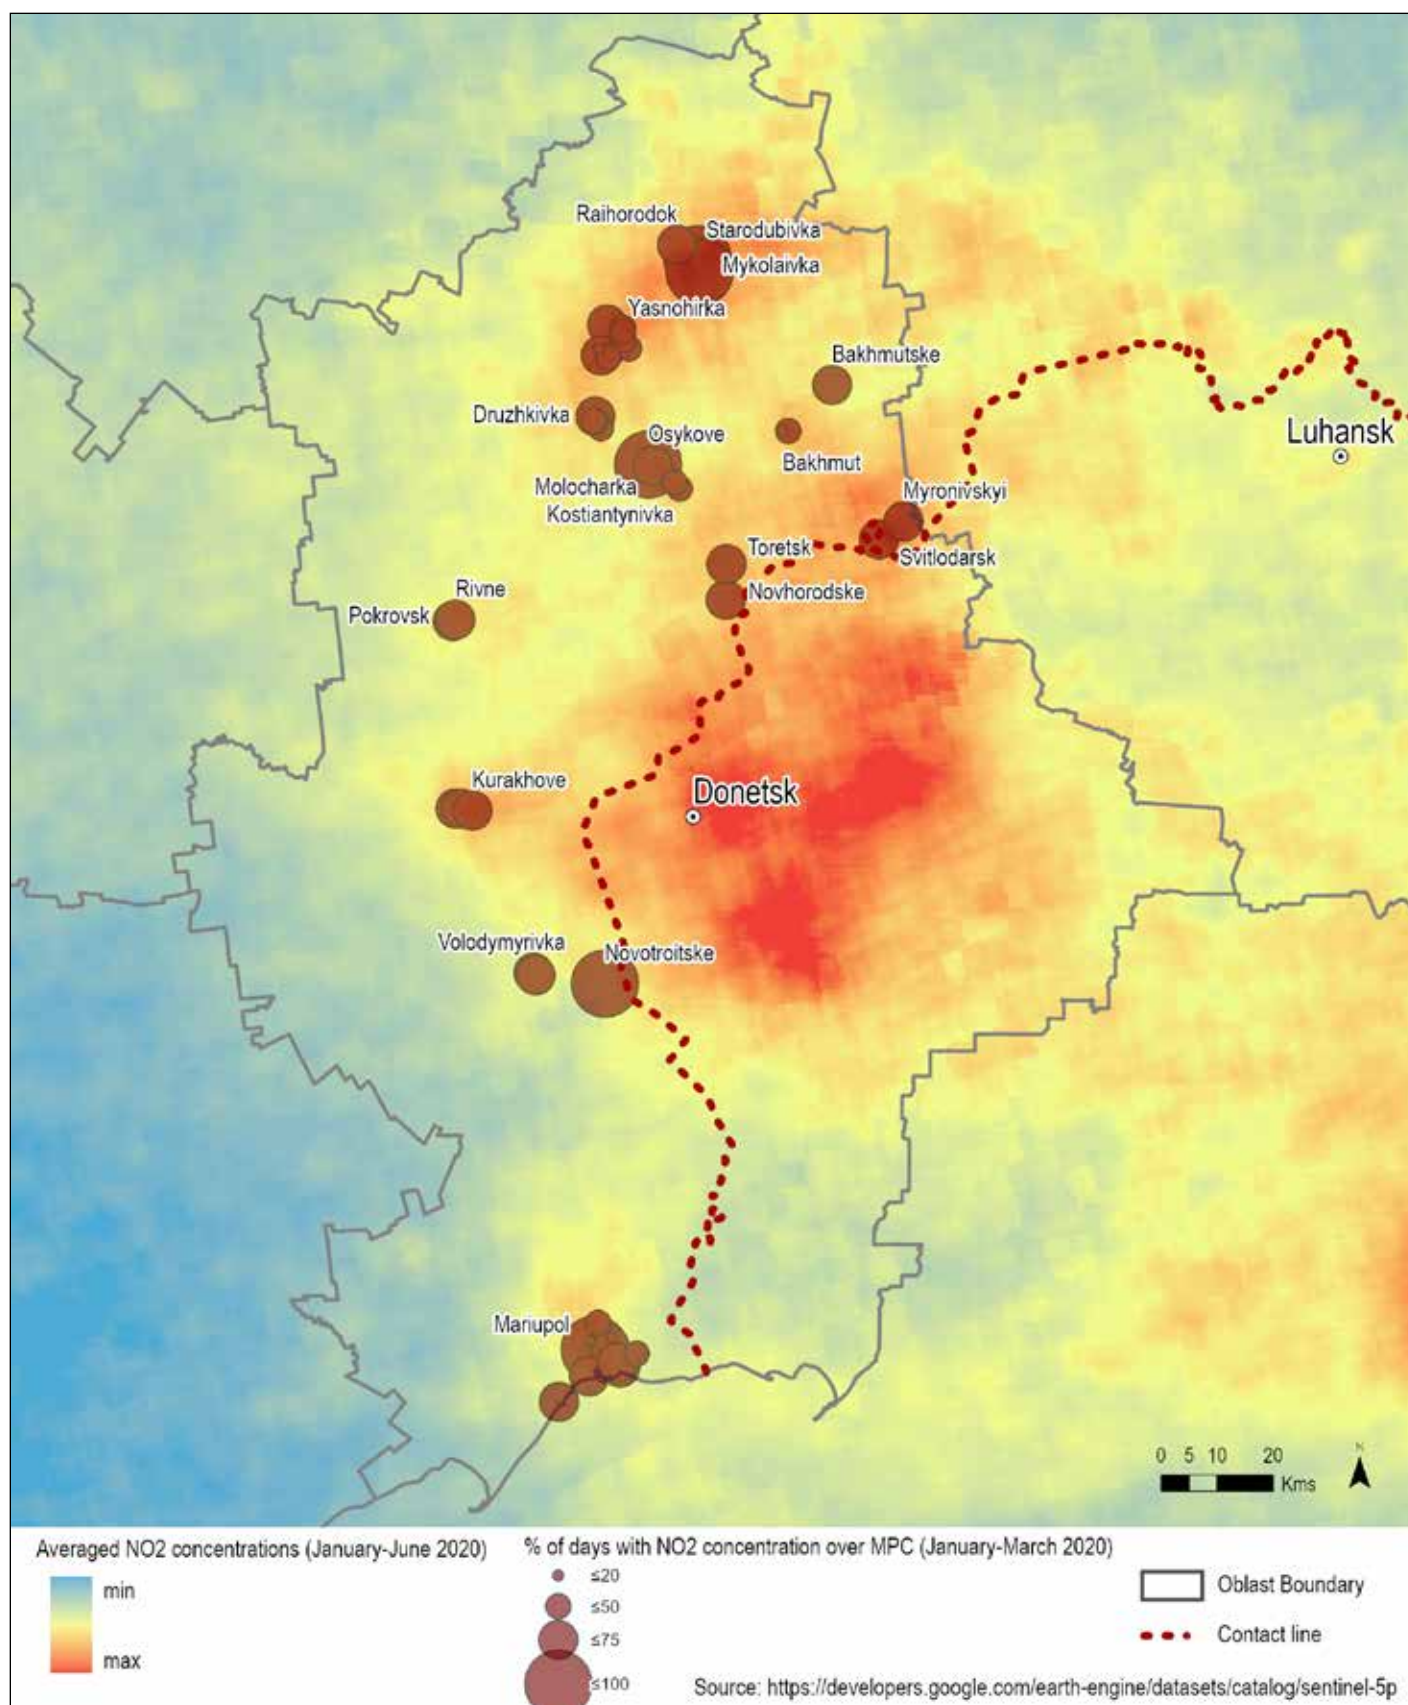 Raihorodok
Starodubivka
Mykolaivka
Yasnohirka
Bakhmutske
Druzhkivka
Osykove
Luhansk
Bakhmut
Molocharka
Myronivskyi
Kostiantynivka
Toretsk
Svitlodarsk
Rivne
Novhorodske
Pokrovsk
Kurakhove
Donetsk
Volodymyrivka
Novotroitske
Mariupol
N
0 5 10 20
Kms
Averaged NO2 concentrations (January-June 2020)
min
max
% of days with NO2 concentration over MPC (January-March 2020)
≤20
≤50
≤75
≤100
Oblast Boundary
Contact line
Source: https://developers.google.com/earth-engine/datasets/catalog/sentinel-5p